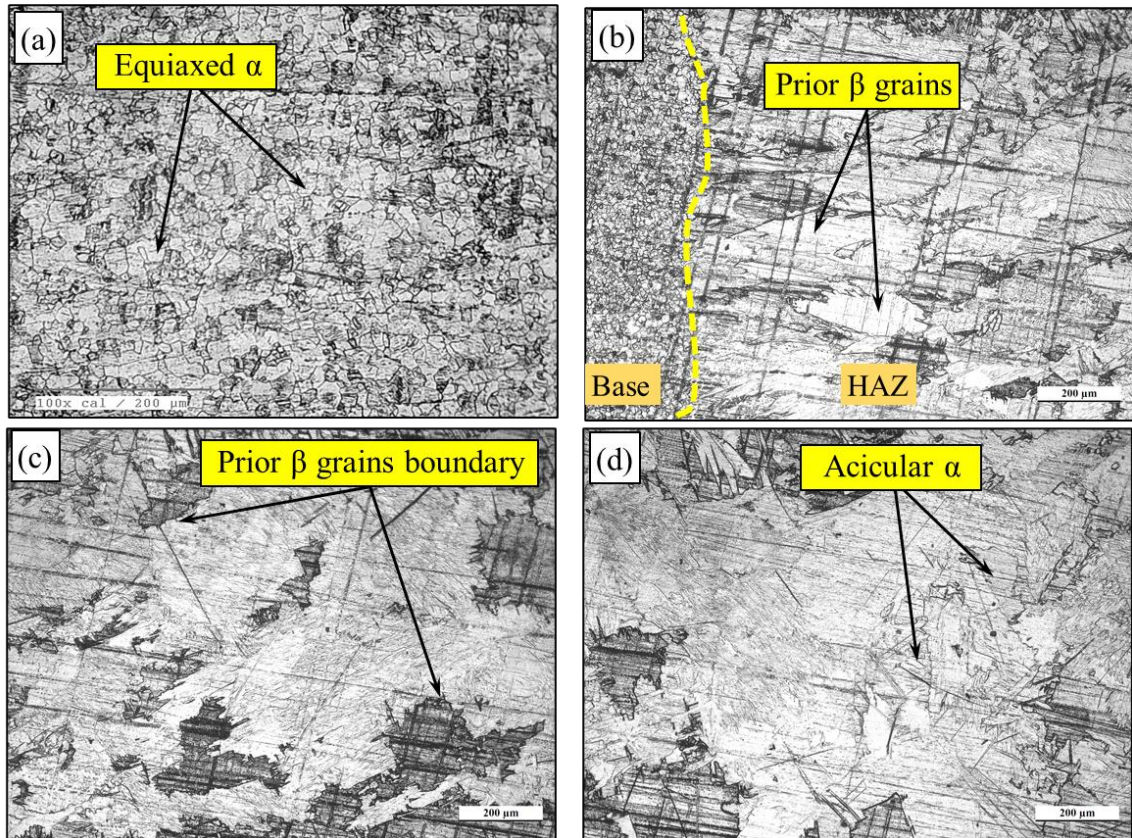 (a)
Equiaxed α
100x cal / 200 μm
(b)
Prior β grains
Base
HAZ
200 μm
(c)
Prior β grains boundary
200 μm
(d)
Acicular α
200 μm